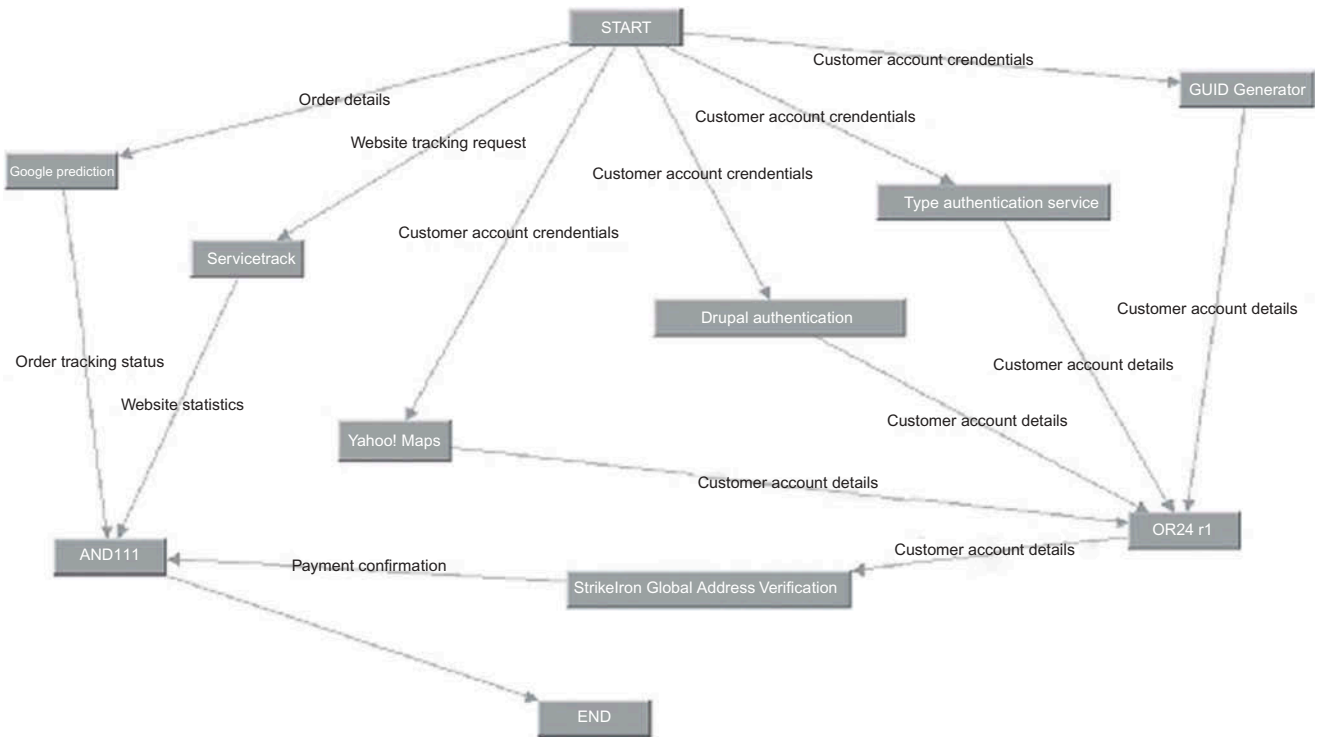 START
Customer account crendentials
GUID Generator
Order details
Customer account crendentials
Website tracking request
Google prediction
Customer account crendentials
Type authentication service
Customer account crendentials
Servicetrack
Customer account details
Drupal authentication
Order tracking status
Customer account details
Website statistics
Customer account details
Yahoo! Maps
Customer account details
OR24 r1
AND111
Customer account details
Payment confirmation
StrikeIron Global Address Verification
END